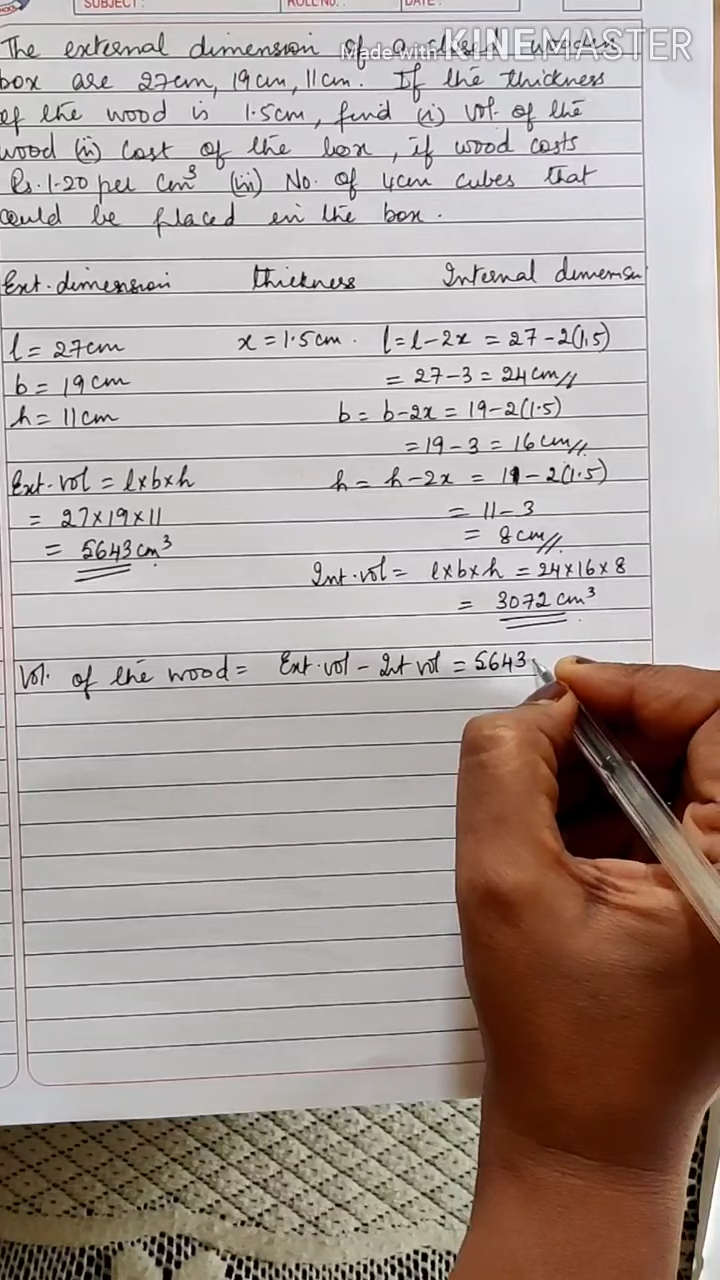 SUBJECT :
ROLL NO. :
DATE :
Made with KINEMASTER
The external dimension of a closed wooden
box are 27cm, 19cm, 11cm. If the thickness
of the wood is 1.5cm, find (i) Vol. of the
wood (ii) Cost of the box, if wood costs
Rs.1.20 per cm³ (iii) No. of 4cm cubes that
could be placed in the box.
Ext. dimension thickness Internal dimension
l = 27cm x = 1.5cm. l = l-2x = 27-2(1.5)
b = 19cm = 27-3 = 24cm//
h = 11cm b = b-2x = 19-2(1.5)
= 19-3 = 16cm//
Ext. vol = l×b×h h = h-2x = 11-2(1.5)
= 27×19×11 = 11-3
= 5643cm³ = 8cm//
Int. vol = l×b×h = 24×16×8
= 3072cm³
Vol. of the wood = Ext. vol - Int vol = 5643